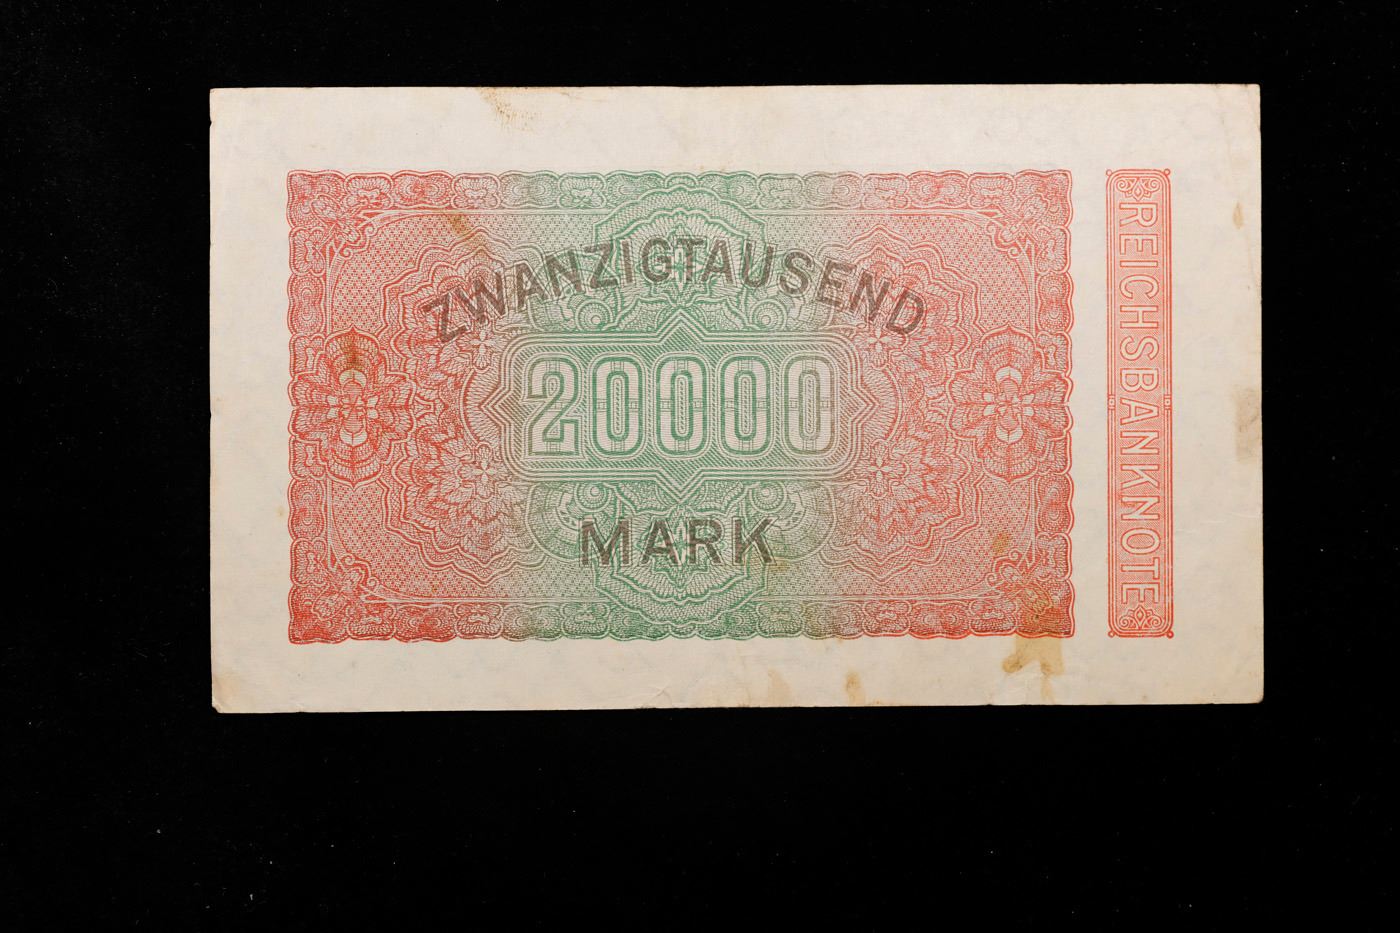 ZWANZIGTAUSEND
20000
MARK
REICHSBANKNOTE